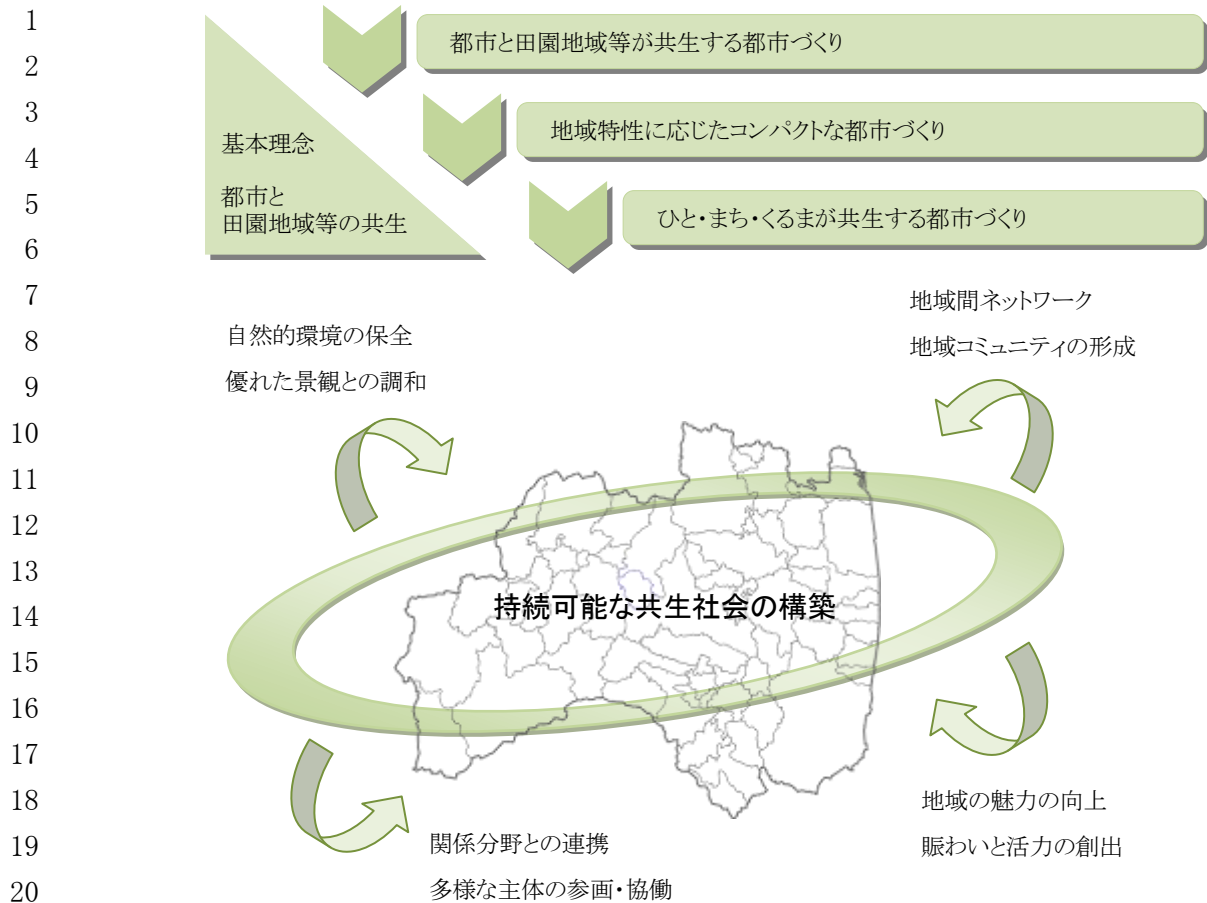 1
2
3
4
5
6
7
8
9
10
11
12
13
14
15
16
17
18
19
20
都市と田園地域等が共生する都市づくり
地域特性に応じたコンパクトな都市づくり
ひと・まち・くるまが共生する都市づくり
基本理念
都市と
田園地域等の共生
自然的環境の保全
優れた景観との調和
地域間ネットワーク
地域コミュニティの形成
持続可能な共生社会の構築
関係分野との連携
多様な主体の参画・協働
地域の魅力の向上
賑わいと活力の創出